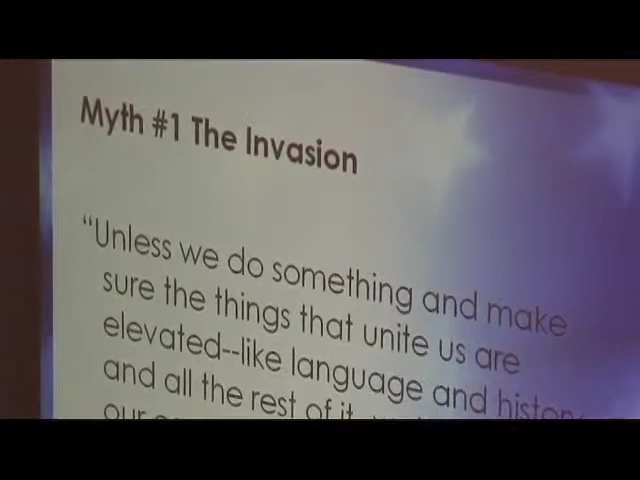 Myth #1 The Invasion
“Unless we do something and make
sure the things that unite us are
elevated--like language and history
and all the rest of it
our